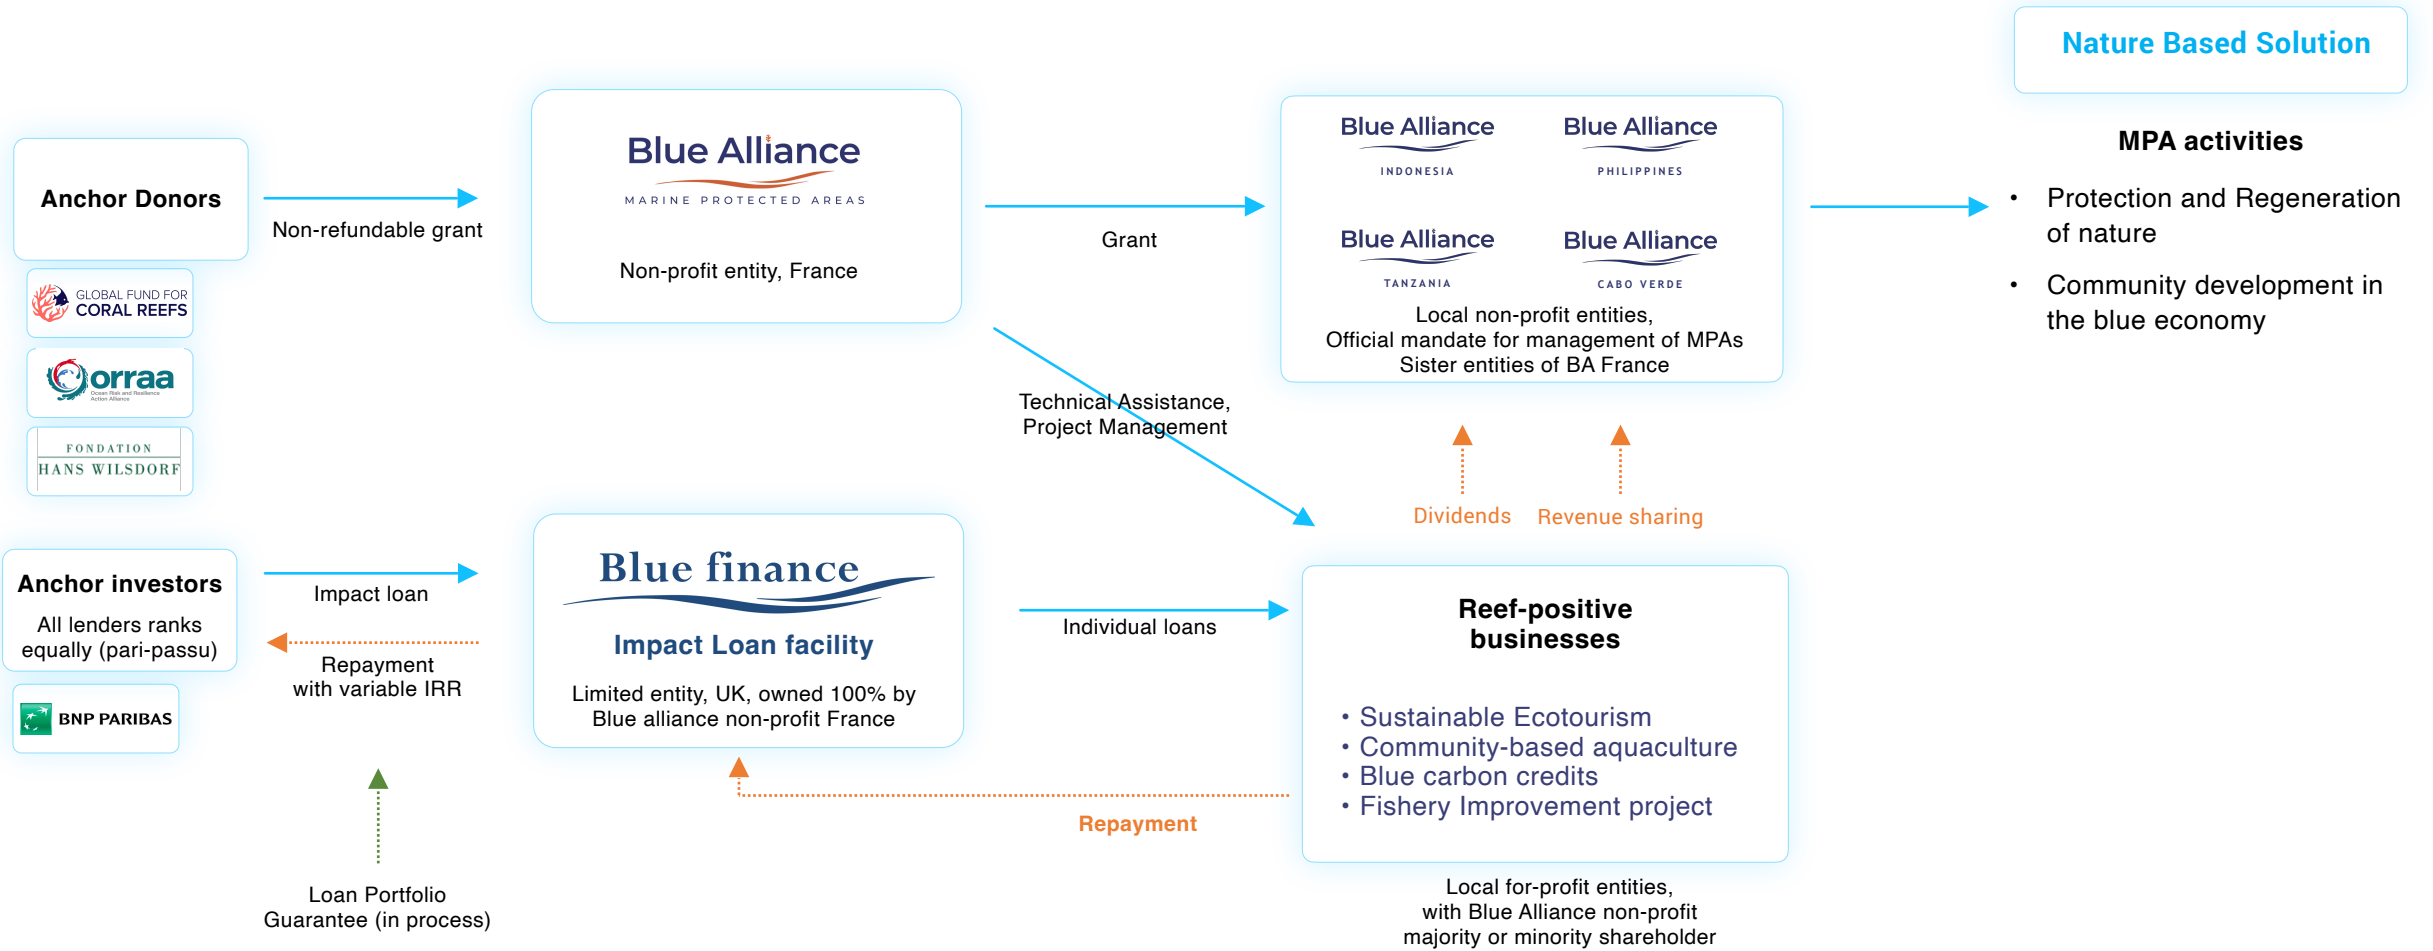 Nature Based Solution
MPA activities
• Protection and Regeneration
of nature
• Community development in
the blue economy
Anchor Donors
Non-refundable grant
GLOBAL FUND FOR
CORAL REEFS
orraa
Ocean Risk and Resilience
Action Alliance
FONDATION
HANS WILSDORF
Blue Alliance
MARINE PROTECTED AREAS
Non-profit entity, France
Grant
Blue Alliance
INDONESIA
Blue Alliance
PHILIPPINES
Blue Alliance
TANZANIA
Blue Alliance
CABO VERDE
Local non-profit entities,
Official mandate for management of MPAs
Sister entities of BA France
Technical Assistance,
Project Management
Dividends
Revenue sharing
Anchor investors
All lenders ranks
equally (pari-passu)
BNP PARIBAS
Impact loan
Repayment
with variable IRR
Loan Portfolio
Guarantee (in process)
Blue finance
Impact Loan facility
Limited entity, UK, owned 100% by
Blue alliance non-profit France
Individual loans
Repayment
Reef-positive
businesses
• Sustainable Ecotourism
• Community-based aquaculture
• Blue carbon credits
• Fishery Improvement project
Local for-profit entities,
with Blue Alliance non-profit
majority or minority shareholder